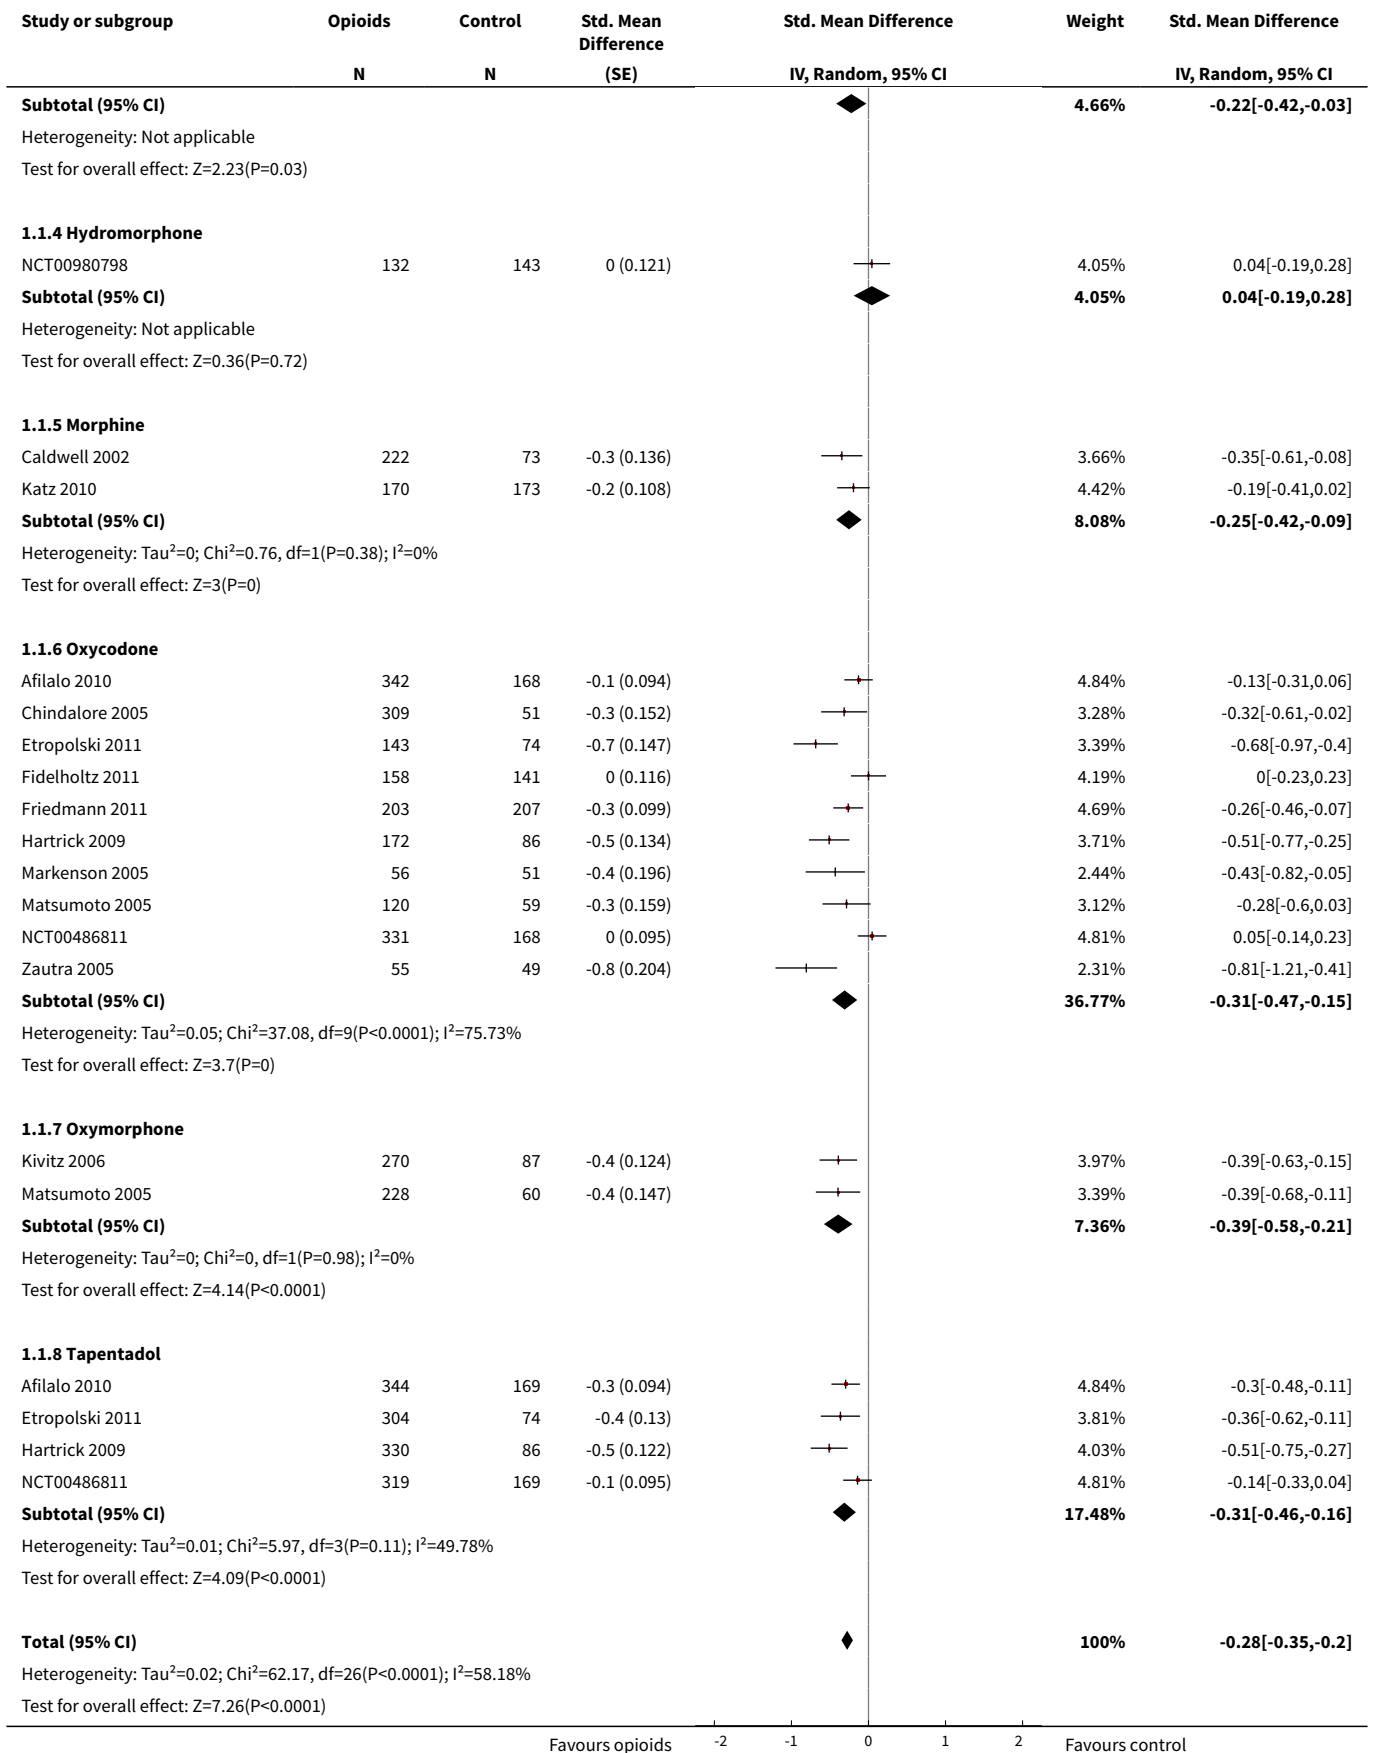 Study or subgroup Opioids Control Std. Mean Difference Std. Mean Difference Weight Std. Mean Difference
N N (SE) IV, Random, 95% CI IV, Random, 95% CI
Subtotal (95% CI) 4.66% -0.22[-0.42,-0.03]
Heterogeneity: Not applicable
Test for overall effect: Z=2.23(P=0.03)
1.1.4 Hydromorphone
NCT00980798 132 143 0 (0.121) 4.05% 0.04[-0.19,0.28]
Subtotal (95% CI) 4.05% 0.04[-0.19,0.28]
Heterogeneity: Not applicable
Test for overall effect: Z=0.36(P=0.72)
1.1.5 Morphine
Caldwell 2002 222 73 -0.3 (0.136) 3.66% -0.35[-0.61,-0.08]
Katz 2010 170 173 -0.2 (0.108) 4.42% -0.19[-0.41,0.02]
Subtotal (95% CI) 8.08% -0.25[-0.42,-0.09]
Heterogeneity: Tau²=0; Chi²=0.76, df=1(P=0.38); I²=0%
Test for overall effect: Z=3(P=0)
1.1.6 Oxycodone
Afilalo 2010 342 168 -0.1 (0.094) 4.84% -0.13[-0.31,0.06]
Chindalore 2005 309 51 -0.3 (0.152) 3.28% -0.32[-0.61,-0.02]
Etropolski 2011 143 74 -0.7 (0.147) 3.39% -0.68[-0.97,-0.4]
Fidelholtz 2011 158 141 0 (0.116) 4.19% 0[-0.23,0.23]
Friedmann 2011 203 207 -0.3 (0.099) 4.69% -0.26[-0.46,-0.07]
Hartrick 2009 172 86 -0.5 (0.134) 3.71% -0.51[-0.77,-0.25]
Markenson 2005 56 51 -0.4 (0.196) 2.44% -0.43[-0.82,-0.05]
Matsumoto 2005 120 59 -0.3 (0.159) 3.12% -0.28[-0.6,0.03]
NCT00486811 331 168 0 (0.095) 4.81% 0.05[-0.14,0.23]
Zautra 2005 55 49 -0.8 (0.204) 2.31% -0.81[-1.21,-0.41]
Subtotal (95% CI) 36.77% -0.31[-0.47,-0.15]
Heterogeneity: Tau²=0.05; Chi²=37.08, df=9(P<0.0001); I²=75.73%
Test for overall effect: Z=3.7(P=0)
1.1.7 Oxymorphone
Kivitz 2006 270 87 -0.4 (0.124) 3.97% -0.39[-0.63,-0.15]
Matsumoto 2005 228 60 -0.4 (0.147) 3.39% -0.39[-0.68,-0.11]
Subtotal (95% CI) 7.36% -0.39[-0.58,-0.21]
Heterogeneity: Tau²=0; Chi²=0, df=1(P=0.98); I²=0%
Test for overall effect: Z=4.14(P<0.0001)
1.1.8 Tapentadol
Afilalo 2010 344 169 -0.3 (0.094) 4.84% -0.3[-0.48,-0.11]
Etropolski 2011 304 74 -0.4 (0.13) 3.81% -0.36[-0.62,-0.11]
Hartrick 2009 330 86 -0.5 (0.122) 4.03% -0.51[-0.75,-0.27]
NCT00486811 319 169 -0.1 (0.095) 4.81% -0.14[-0.33,0.04]
Subtotal (95% CI) 17.48% -0.31[-0.46,-0.16]
Heterogeneity: Tau²=0.01; Chi²=5.97, df=3(P=0.11); I²=49.78%
Test for overall effect: Z=4.09(P<0.0001)
Total (95% CI) 100% -0.28[-0.35,-0.2]
Heterogeneity: Tau²=0.02; Chi²=62.17, df=26(P<0.0001); I²=58.18%
Test for overall effect: Z=7.26(P<0.0001)
Favours opioids -2 -1 0 1 2 Favours control